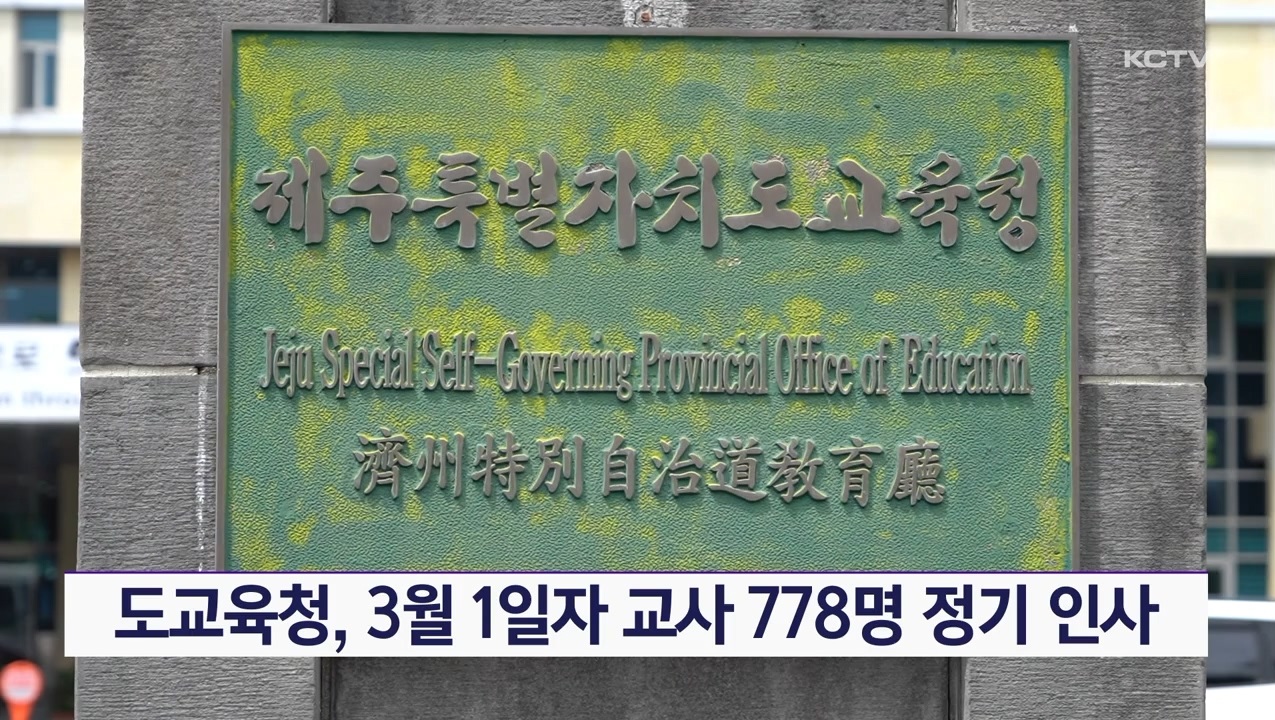 KCTV
제주특별자치도교육청
Jeju Special Self-Governing Provincial Office of Education
濟州特別自治道敎育廳
도교육청, 3월 1일자 교사 778명 정기 인사